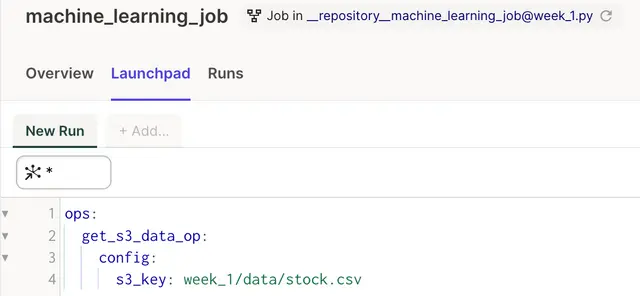 machine_learning_job Job in __repository__machine_learning_job@week_1.py
Overview Launchpad Runs
New Run + Add...
*
1 ops:
2 get_s3_data_op:
3 config:
4 s3_key: week_1/data/stock.csv